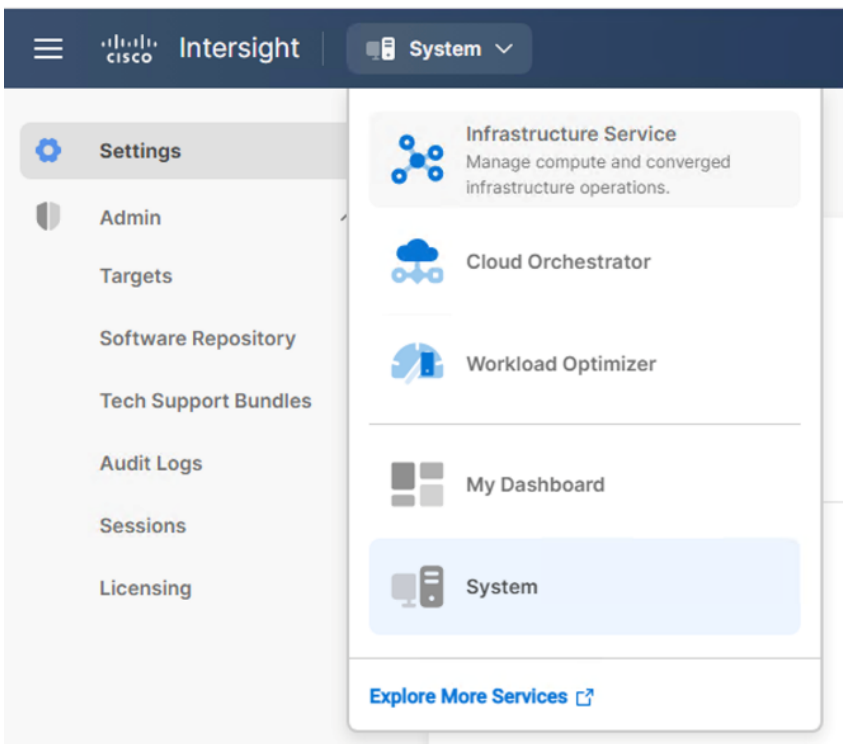 CISCO Intersight System
Settings
Admin
Targets
Software Repository
Tech Support Bundles
Audit Logs
Sessions
Licensing
Infrastructure Service
Manage compute and converged
infrastructure operations.
Cloud Orchestrator
Workload Optimizer
My Dashboard
System
Explore More Services